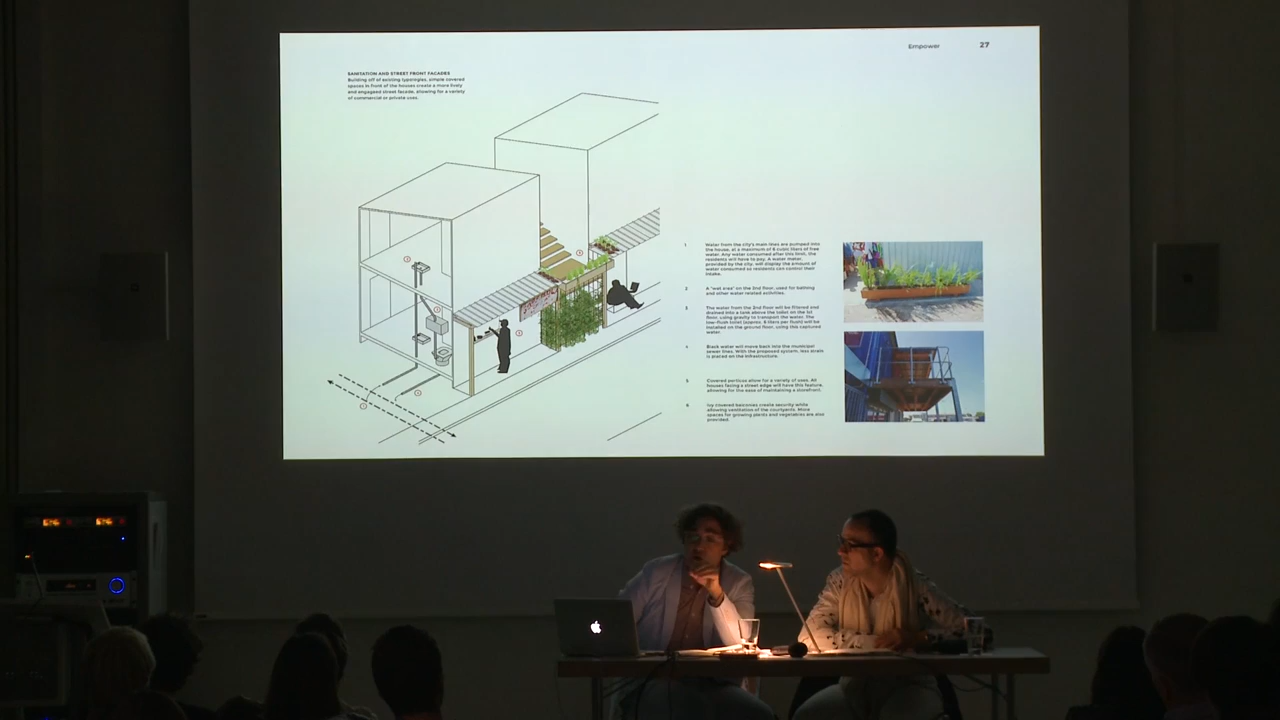 Empower 27
SANITATION AND STREET FRONT FACADES
Building off of existing typologies, simple covered
spaces in front of the houses create a more lively
and engaged street facade, allowing for a variety
of commercial or private uses.
1 Water from the city's main lines are pumped into
the house, at a maximum of 6 cubic liters of free
water. Any water consumed after this limit, the
residents will have to pay. A water meter,
provided by the city, will display the amount of
water consumed so residents can control their
intake.
2 A "wet area" on the 2nd floor, used for bathing
and other water related activities.
3 The water from the 2nd floor will be filtered and
drained into a tank above the toilet on the 1st
floor, using gravity to transport the water. The
low-flush toilet (approx. 6 liters per flush) will be
installed on the ground floor, using this captured
water.
4 Black water will move back into the municipal
sewer lines. With the proposed system, less strain
is placed on the infrastructure.
5 Covered porticos allow for a variety of uses. All
houses facing a street edge will have this feature,
allowing for the ease of maintaining a storefront.
6 Ivy covered balconies create security while
allowing ventilation of the courtyards. More
spaces for growing plants and vegetables are also
provided.